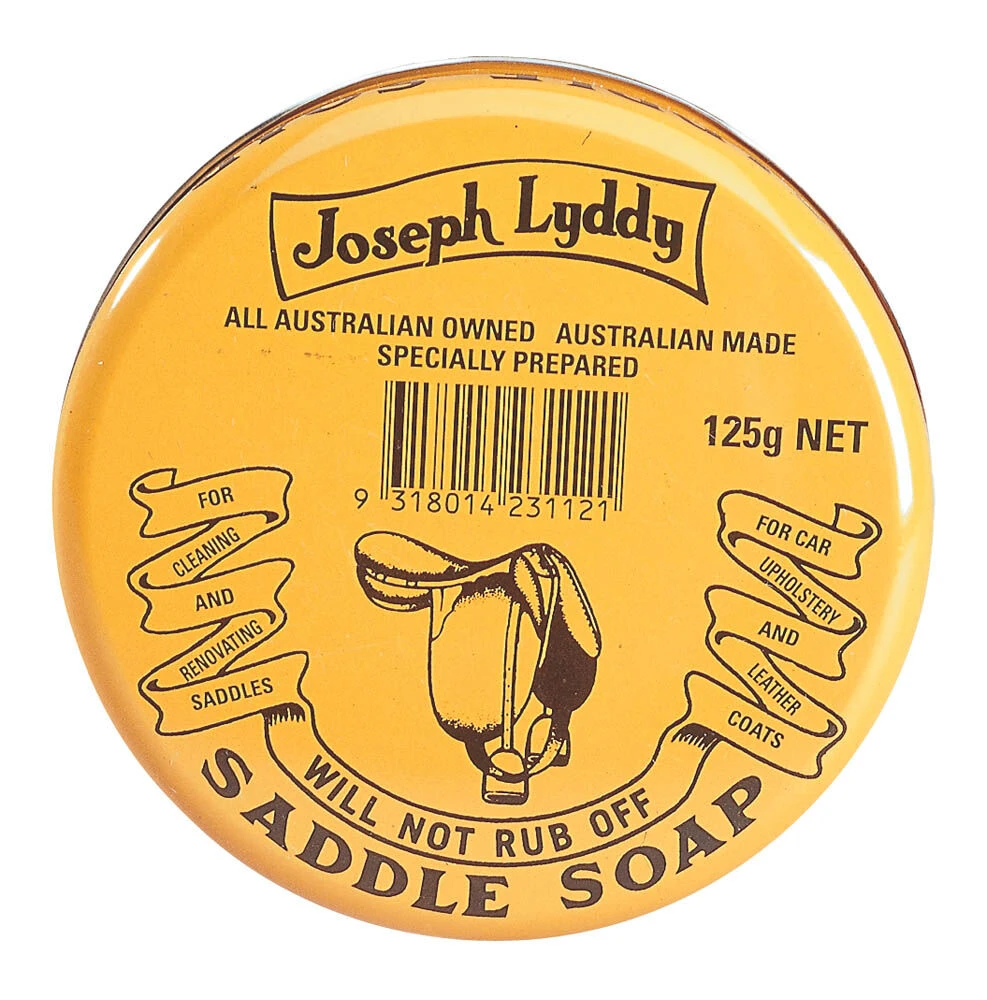 Joseph Lyddy
ALL AUSTRALIAN OWNED AUSTRALIAN MADE
SPECIALLY PREPARED
125g NET
9 318014 231121
FOR
CLEANING
AND
RENOVATING
SADDLES
FOR CAR
UPHOLSTERY
AND
LEATHER
COATS
WILL NOT RUB OFF
SADDLE SOAP